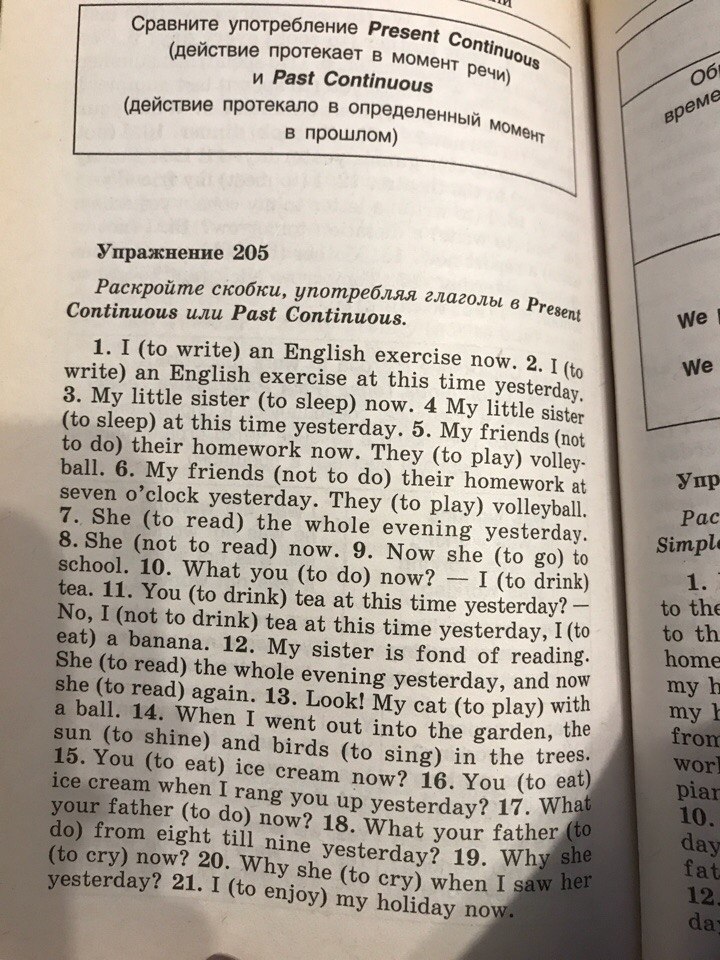 Сравните употребление Present Continuous
(действие протекает в момент речи)
и Past Continuous
(действие протекало в определенный момент
в прошлом)
Упражнение 205
Раскройте скобки, употребляя глаголы в Present
Continuous или Past Continuous.
1. I (to write) an English exercise now. 2. I (to
write) an English exercise at this time yesterday.
3. My little sister (to sleep) now. 4 My little sister
(to sleep) at this time yesterday. 5. My friends (not
to do) their homework now. They (to play) volley-
ball. 6. My friends (not to do) their homework at
seven o'clock yesterday. They (to play) volleyball.
7. She (to read) the whole evening yesterday.
8. She (not to read) now. 9. Now she (to go) to
school. 10. What you (to do) now? — I (to drink)
tea. 11. You (to drink) tea at this time yesterday? —
No, I (not to drink) tea at this time yesterday, I (to
eat) a banana. 12. My sister is fond of reading.
She (to read) the whole evening yesterday, and now
she (to read) again. 13. Look! My cat (to play) with
a ball. 14. When I went out into the garden, the
sun (to shine) and birds (to sing) in the trees.
15. You (to eat) ice cream now? 16. You (to eat)
ice cream when I rang you up yesterday? 17. What
your father (to do) now? 18. What your father (to
do) from eight till nine yesterday? 19. Why she
(to cry) now? 20. Why she (to cry) when I saw her
yesterday? 21. I (to enjoy) my holiday now.
We
We
Simple
1.
to the
to th
home
my h
my h
from
10.
day
12.